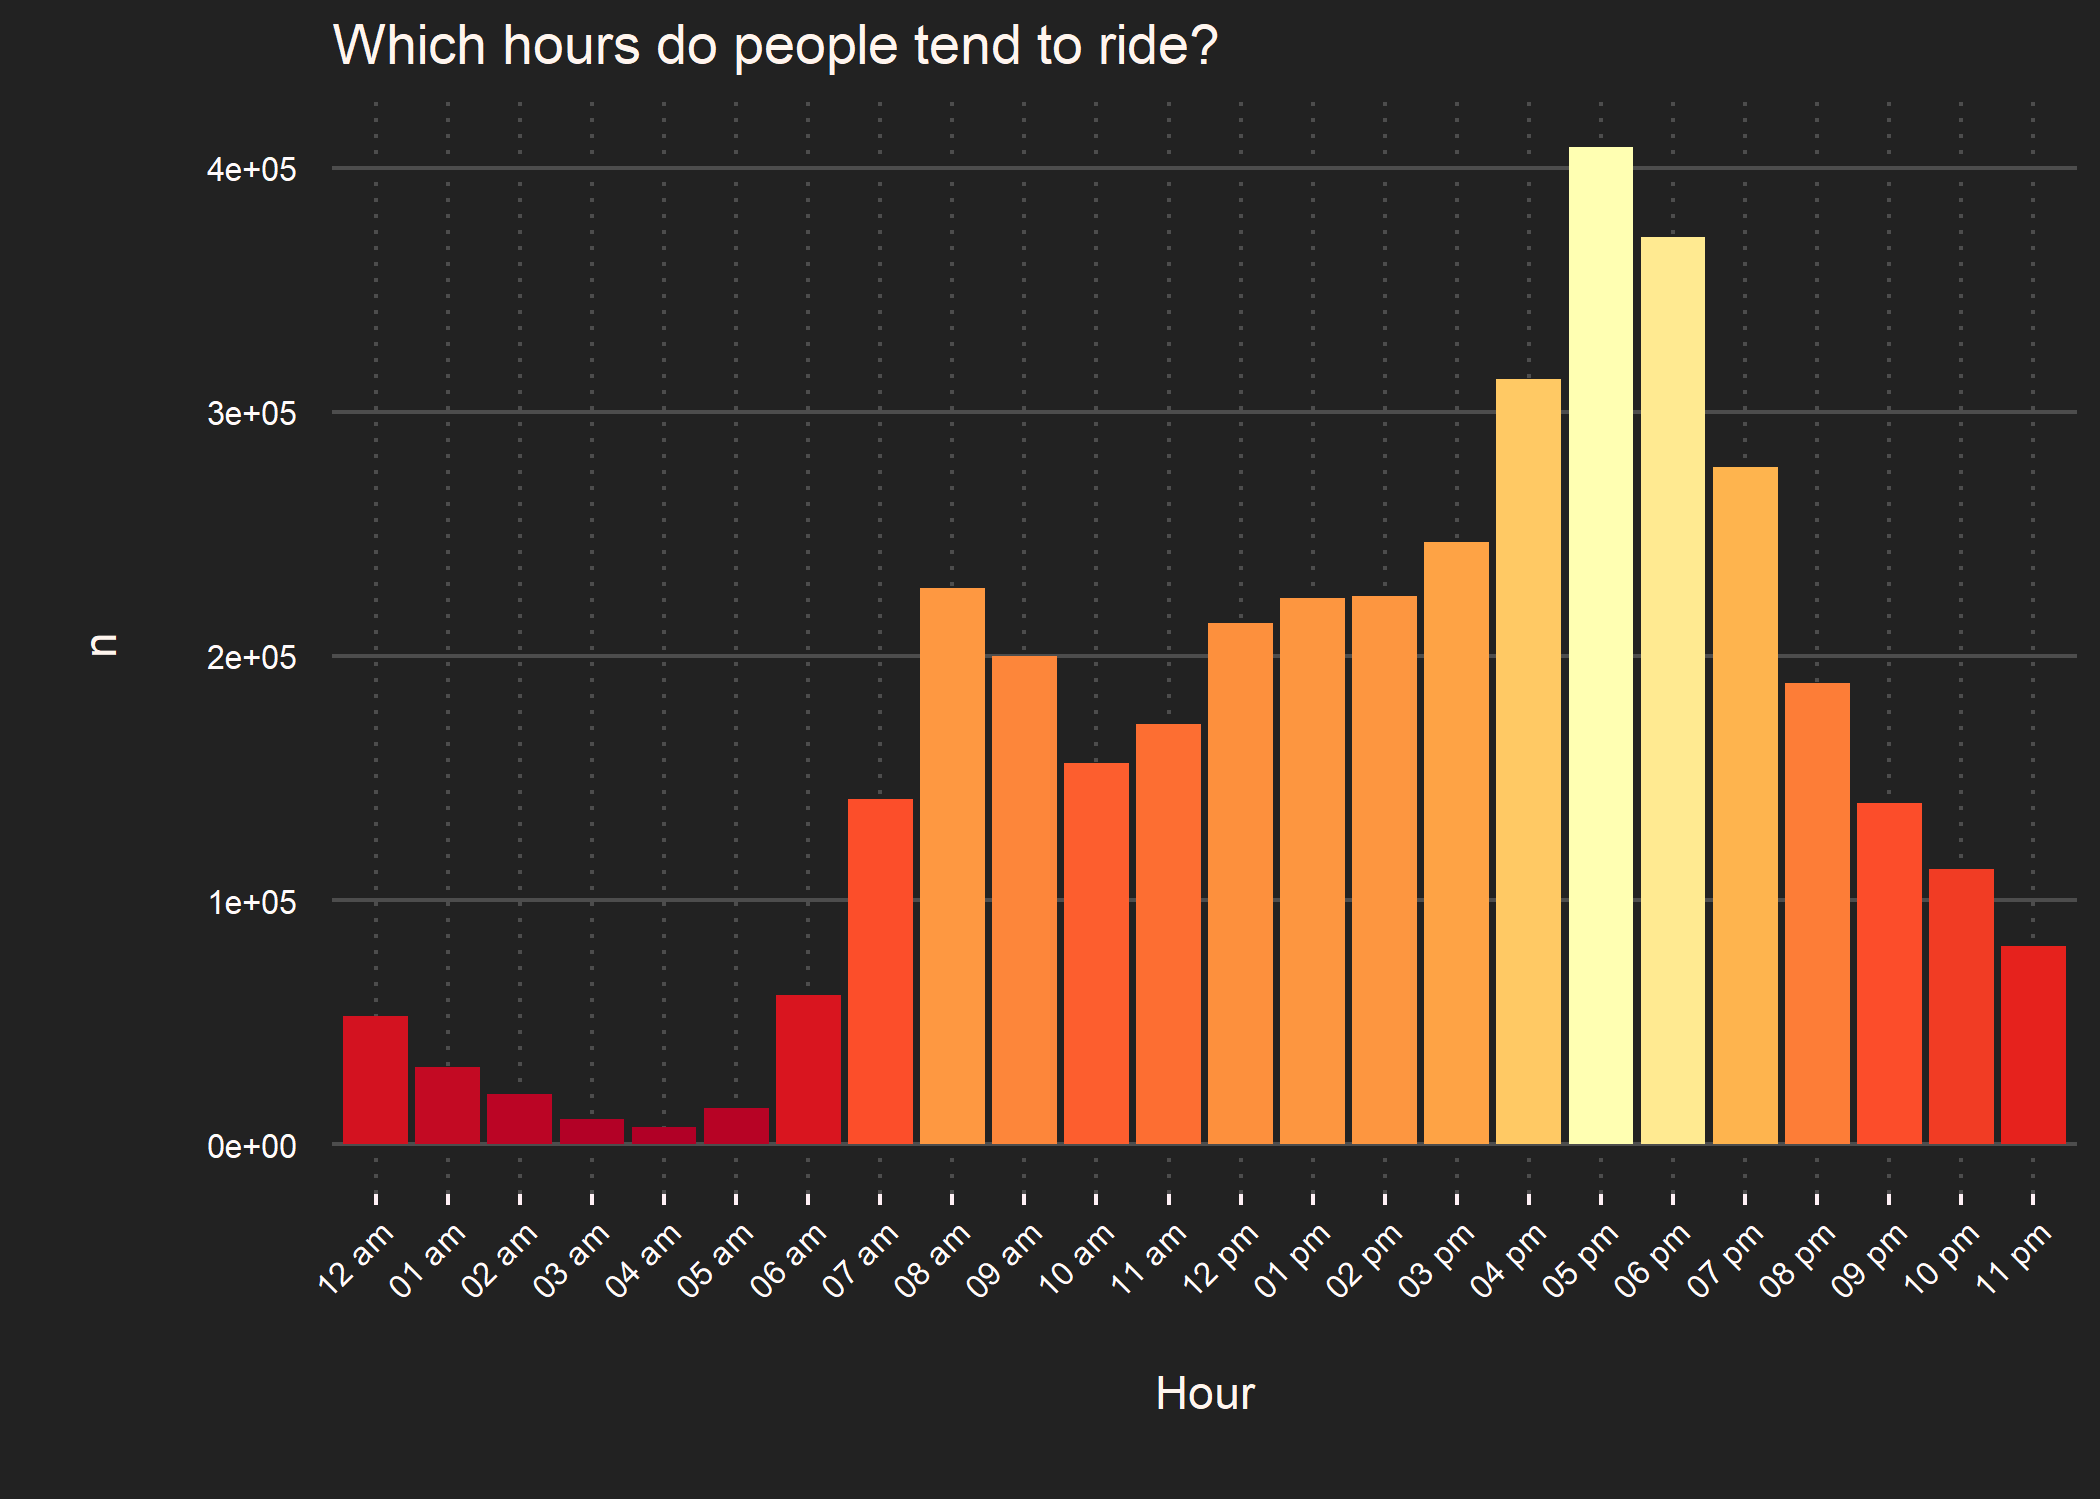 Which hours do people tend to ride?
4e+05
3e+05
2e+05
1e+05
0e+00
n
12 am
01 am
02 am
03 am
04 am
05 am
06 am
07 am
08 am
09 am
10 am
11 am
12 pm
01 pm
02 pm
03 pm
04 pm
05 pm
06 pm
07 pm
08 pm
09 pm
10 pm
11 pm
Hour